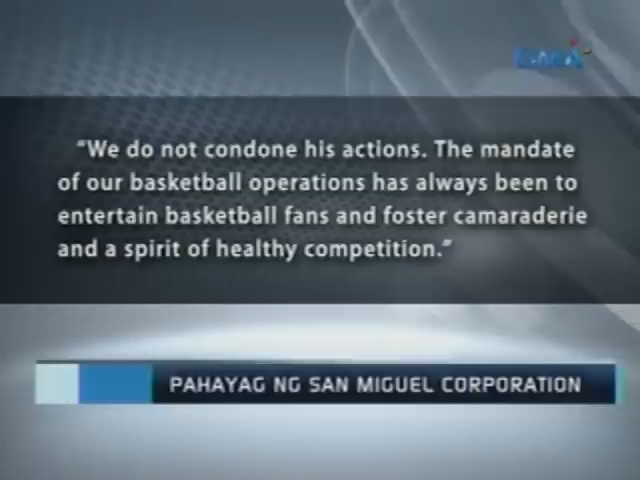 GMA
“We do not condone his actions. The mandate
of our basketball operations has always been to
entertain basketball fans and foster camaraderie
and a spirit of healthy competition.”
PAHAYAG NG SAN MIGUEL CORPORATION